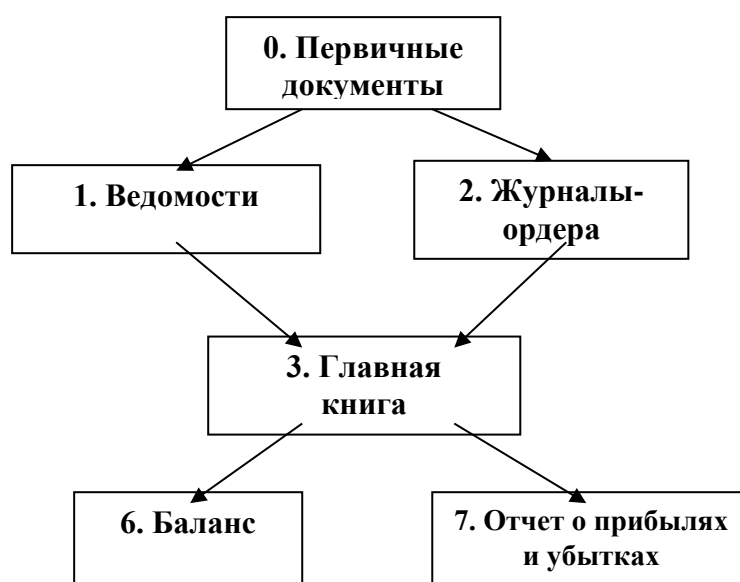 0. Первичные
документы
1. Ведомости
2. Журналы-
ордера
3. Главная
книга
6. Баланс
7. Отчет о прибылях
и убытках